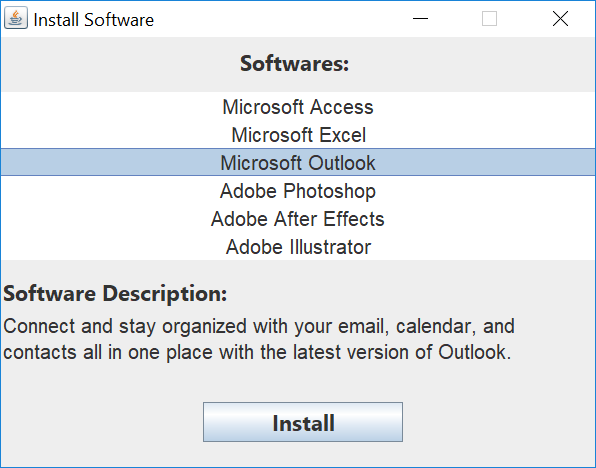 Install Software
Softwares:
Microsoft Access
Microsoft Excel
Microsoft Outlook
Adobe Photoshop
Adobe After Effects
Adobe Illustrator
Software Description:
Connect and stay organized with your email, calendar, and
contacts all in one place with the latest version of Outlook.
Install